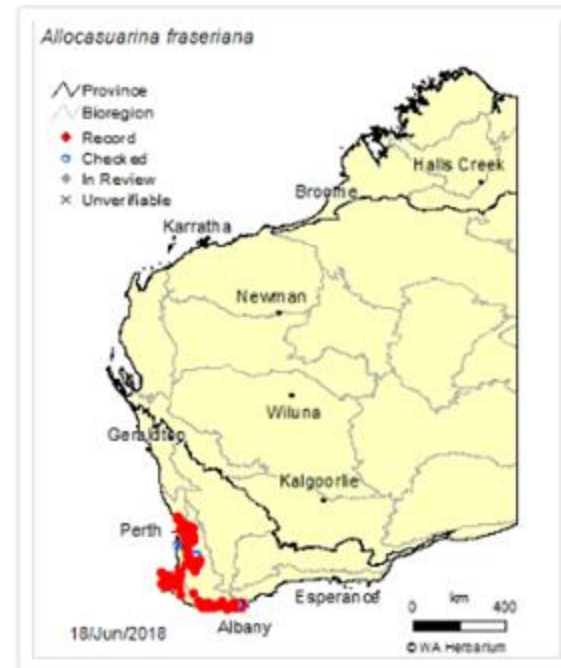 Allocasuarina fraseriana
Province
Bioregion
Record
Checked
In Review
Unverifiable
Halls Creek
Broome
Karratha
Newman
Wiluna
Geraldton
Kalgoorlie
Perth
Esperance
Albany
0 km 400
18/Jun/2018
© WA Herbarium